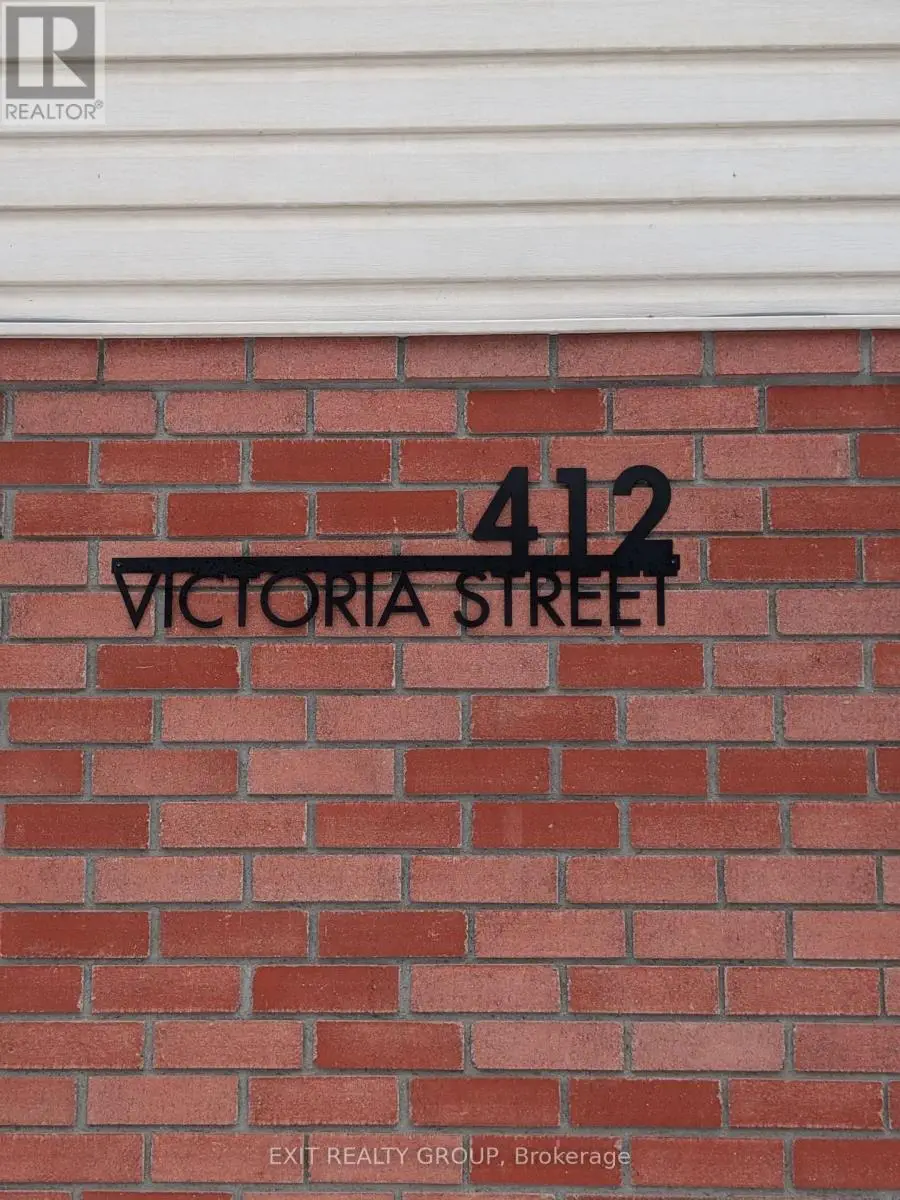 REALTOR®
412
VICTORIA STREET
EXIT REALTY GROUP, Brokerage